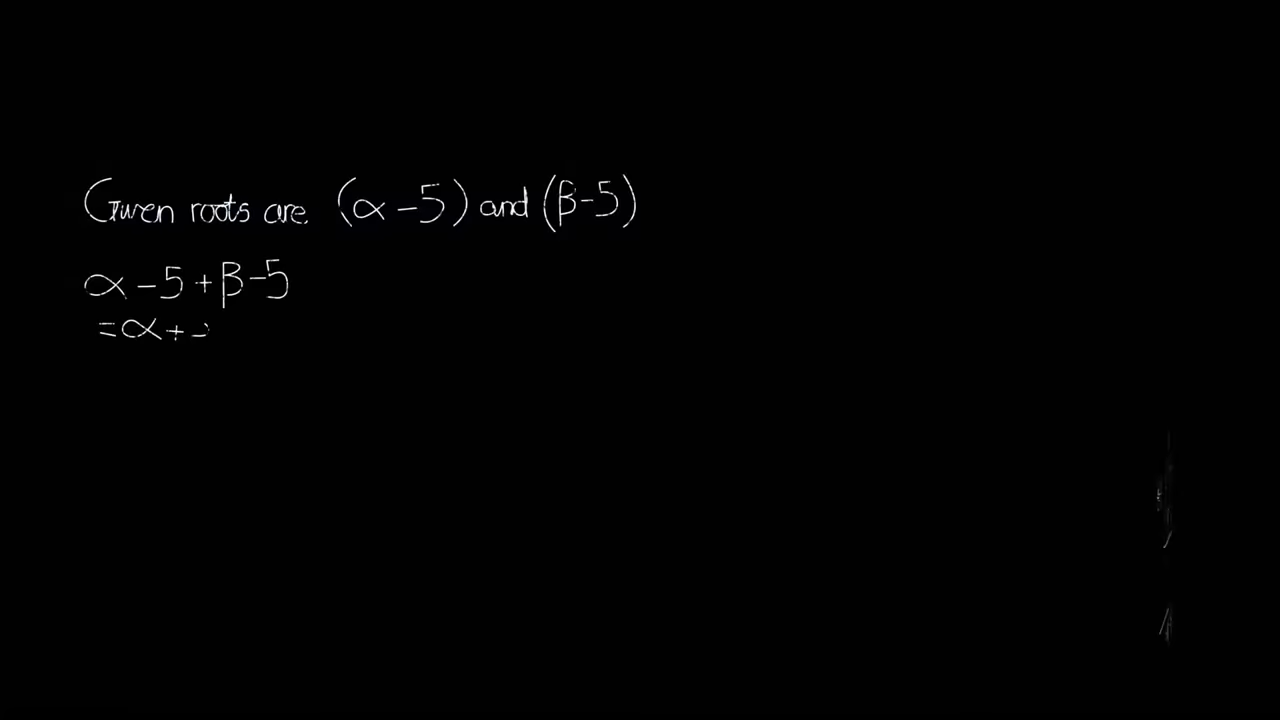 Given roots are (α - 5) and (β - 5)
α - 5 + β - 5
= α +